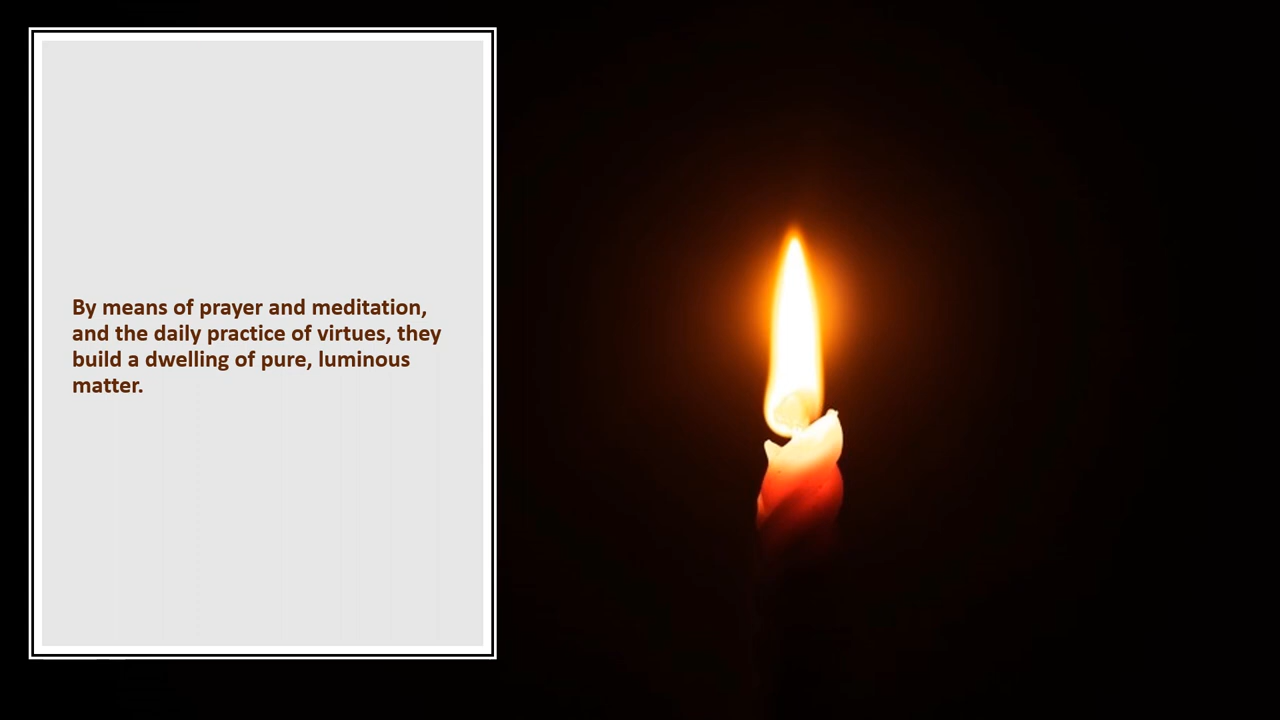 By means of prayer and meditation,
and the daily practice of virtues, they
build a dwelling of pure, luminous
matter.